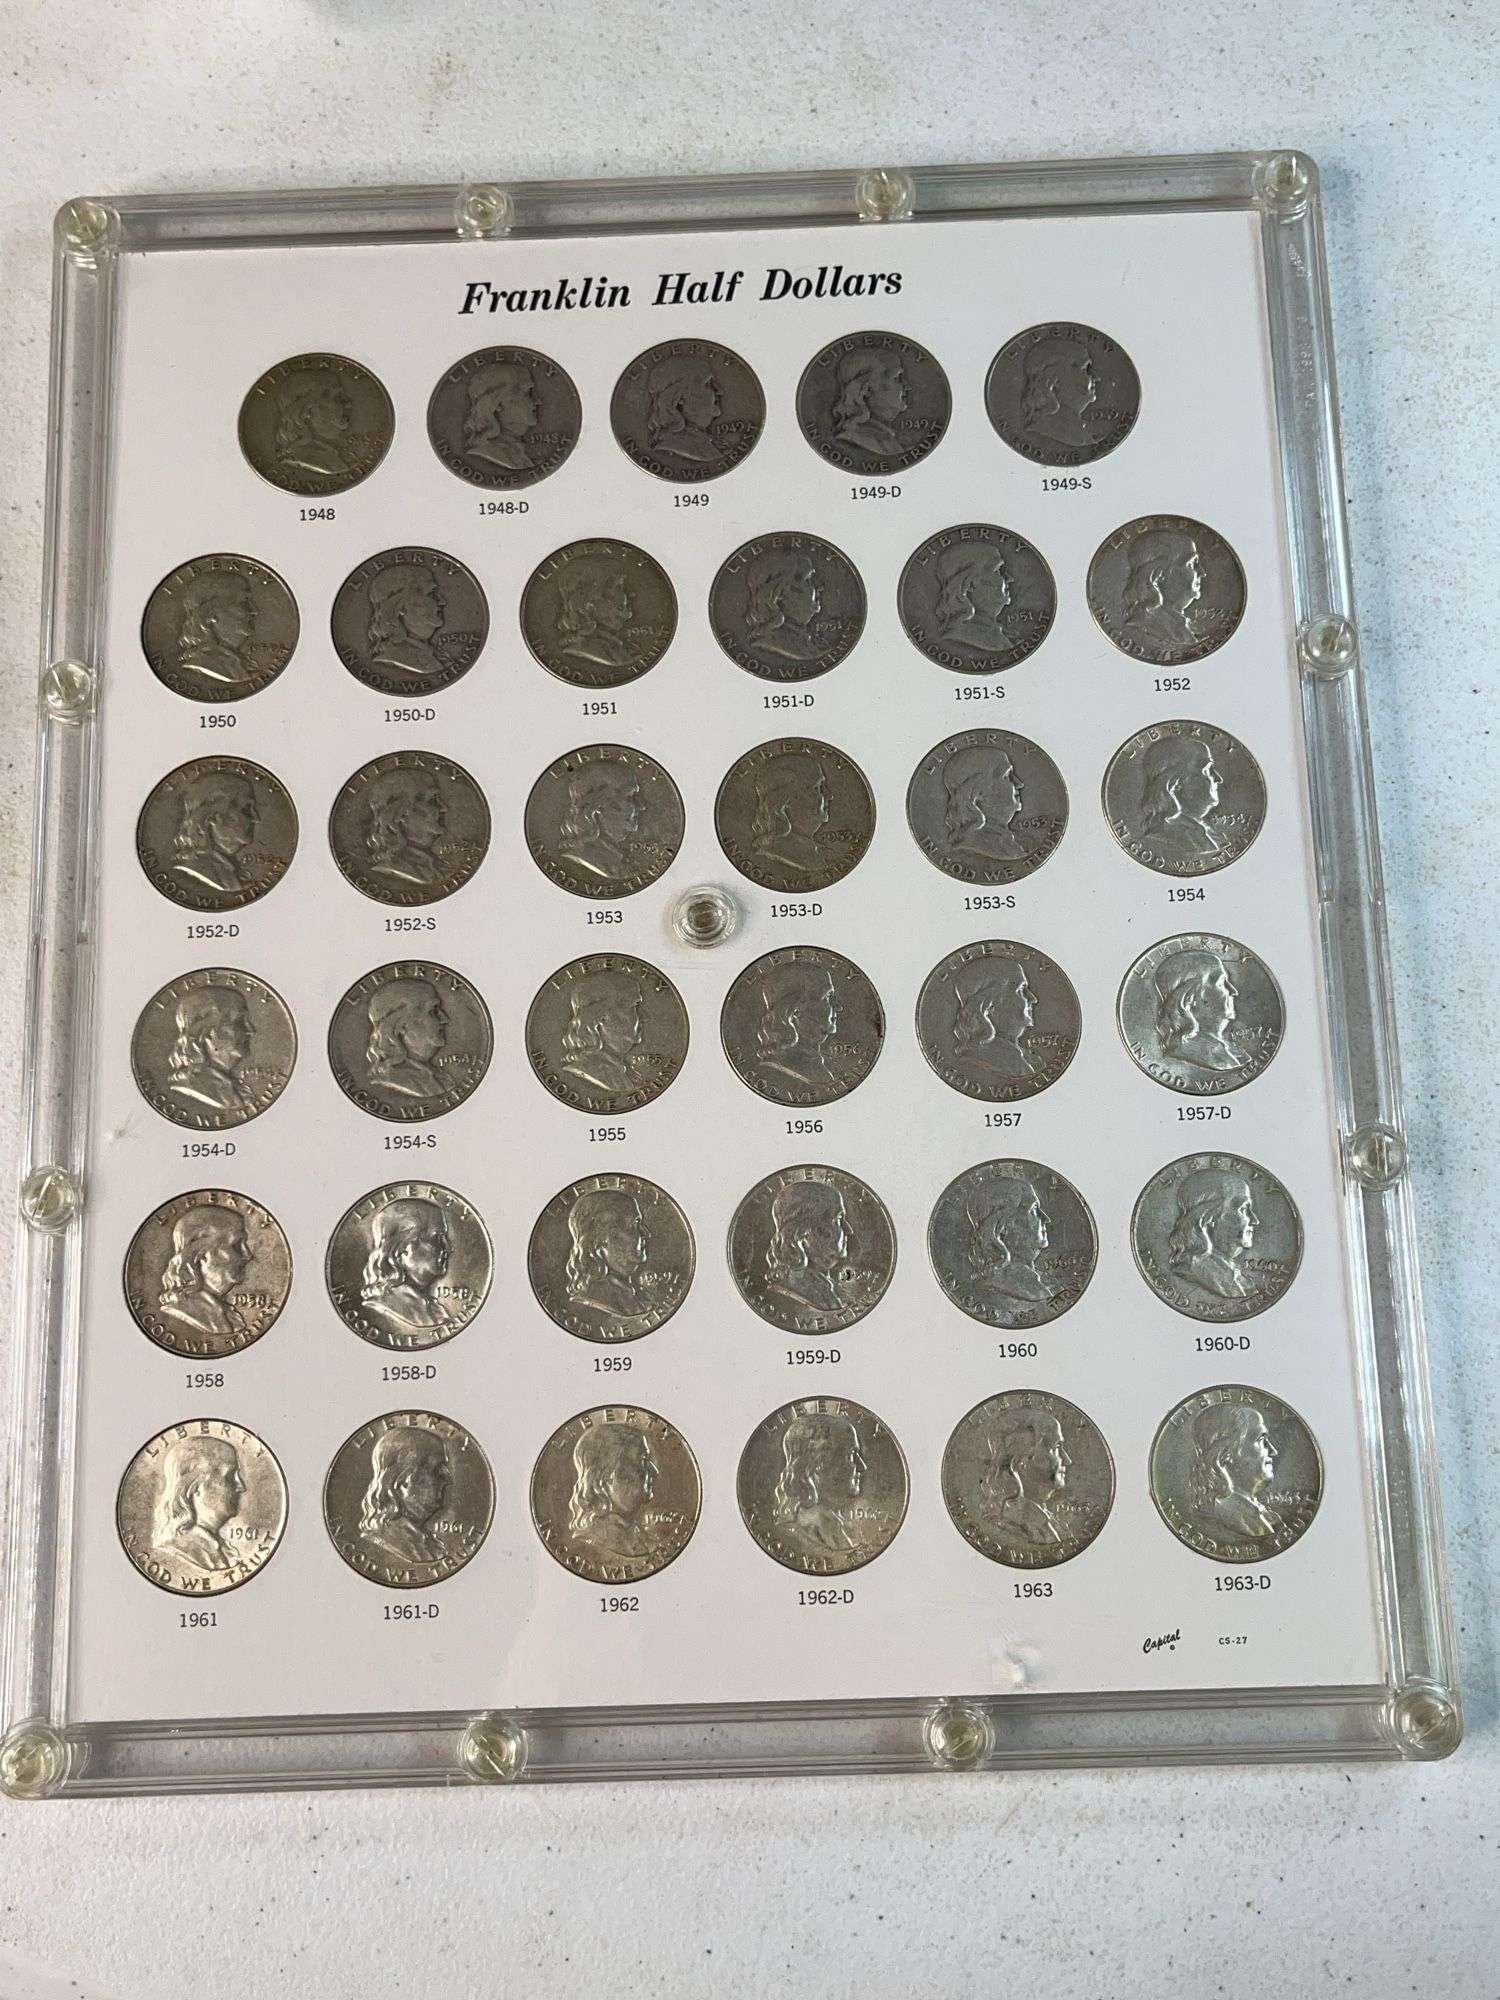 Franklin Half Dollars
1948 1948-D 1949 1949-D 1949-S
1950 1950-D 1951 1951-D 1951-S 1952
1952-D 1952-S 1953 1953-D 1953-S 1954
1954-D 1954-S 1955 1956 1957 1957-D
1958 1958-D 1959 1959-D 1960 1960-D
1961 1961-D 1962 1962-D 1963 1963-D
Capital © CS-27